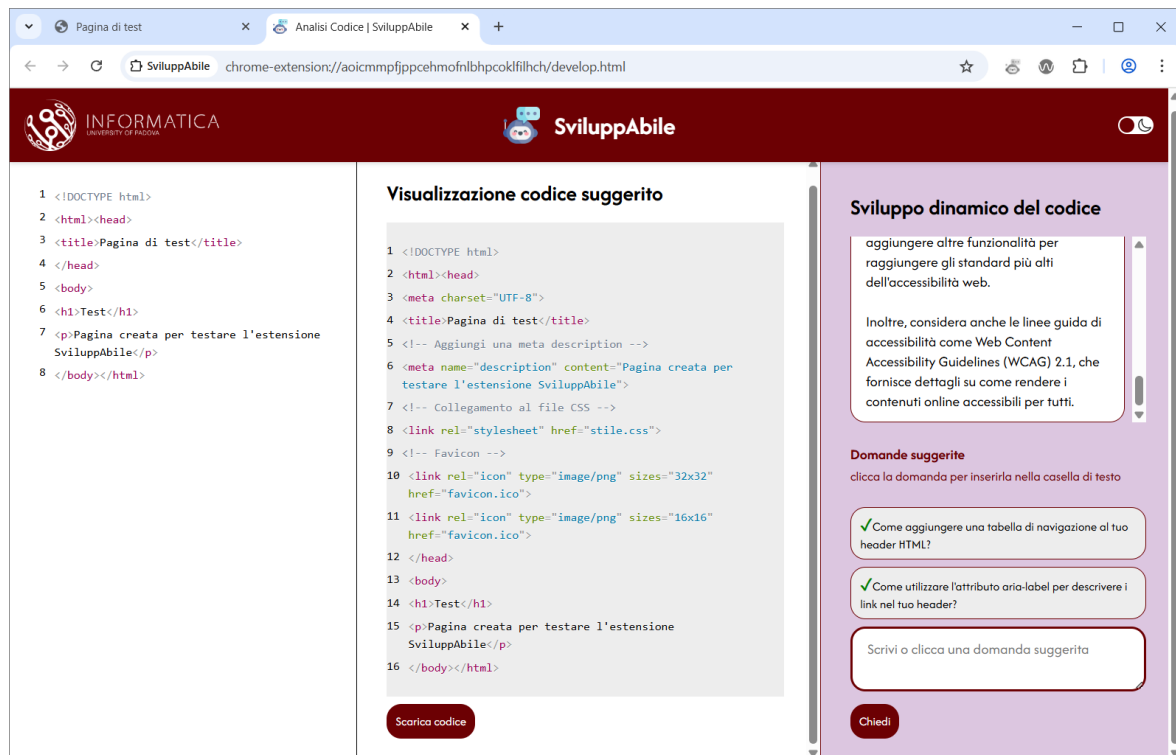 Pagina di test
Analisi Codice | SviluppAbile
SviluppAbile
chrome-extension://aoicmmpfjppcehmofnlbhpcoklfilhch/develop.html
INFORMATICA
UNIVERSITY OF PADOVA
SviluppAbile
1 <!DOCTYPE html>
2 <html><head>
3 <title>Pagina di test</title>
4 </head>
5 <body>
6 <h1>Test</h1>
7 <p>Pagina creata per testare l'estensione
SviluppAbile</p>
8 </body></html>
Visualizzazione codice suggerito
1 <!DOCTYPE html>
2 <html><head>
3 <meta charset="UTF-8">
4 <title>Pagina di test</title>
5 <!-- Aggiungi una meta description -->
6 <meta name="description" content="Pagina creata per
testare l'estensione SviluppAbile">
7 <!-- Collegamento al file CSS -->
8 <link rel="stylesheet" href="stile.css">
9 <!-- Favicon -->
10 <link rel="icon" type="image/png" sizes="32x32"
href="favicon.ico">
11 <link rel="icon" type="image/png" sizes="16x16"
href="favicon.ico">
12 </head>
13 <body>
14 <h1>Test</h1>
15 <p>Pagina creata per testare l'estensione
SviluppAbile</p>
16 </body></html>
Scarica codice
Sviluppo dinamico del codice
aggiungere altre funzionalità per
raggiungere gli standard più alti
dell'accessibilità web.
Inoltre, considera anche le linee guida di
accessibilità come Web Content
Accessibility Guidelines (WCAG) 2.1, che
fornisce dettagli su come rendere i
contenuti online accessibili per tutti.
Domande suggerite
clicca la domanda per inserirla nella casella di testo
✓Come aggiungere una tabella di navigazione al tuo
header HTML?
✓Come utilizzare l'attributo aria-label per descrivere i
link nel tuo header?
Scrivi o clicca una domanda suggerita
Chiedi